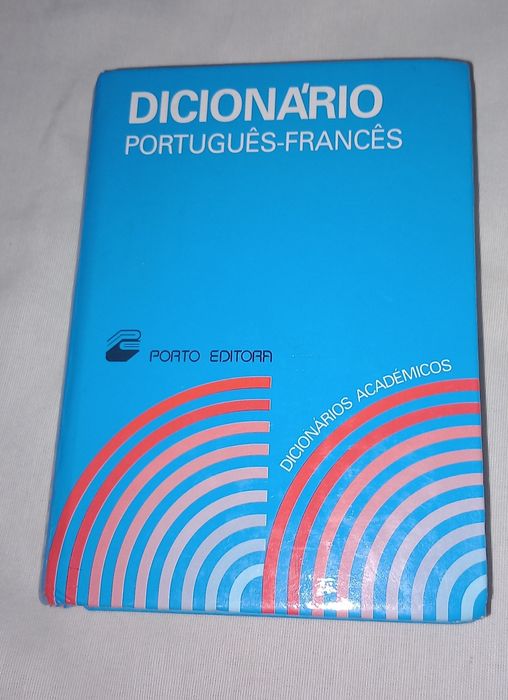 DICIONÁRIO
PORTUGUÊS-FRANCÊS
PORTO EDITORA
DICIONÁRIOS ACADÉMICOS